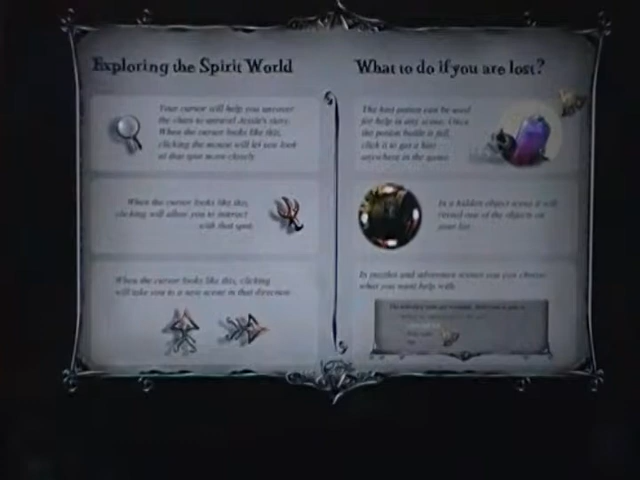 Exploring the Spirit World
Your cursor will help you uncover
the clues to unravel Jessie's story.
When the cursor looks like this,
clicking the mouse will let you look
at that spot more closely
When the cursor looks like this,
clicking will allow you to interact
with that spot
When the cursor looks like this, clicking
will take you to a new scene in that direction
What to do if you are lost?
The hint potion can be used
for help in any scene. Once
the potion bottle is full,
click it to get a hint
anywhere in the game
In a hidden object scene it will
reveal one of the objects on
your list
In puzzles and adventure scenes you can choose
what you want help with